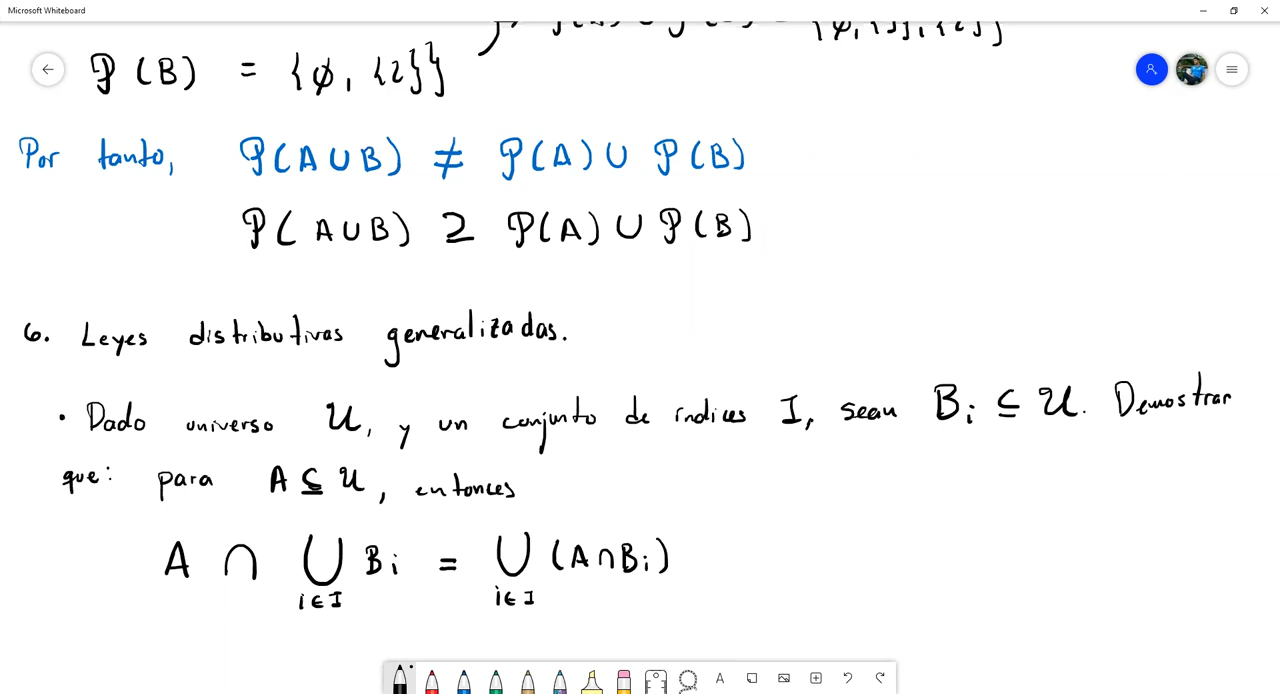 Microsoft Whiteboard
P(B) = {∅, {2}}
Por tanto, P(A∪B) ≠ P(A) ∪ P(B)
P(A∪B) ⊇ P(A) ∪ P(B)
6. Leyes distributivas generalizadas.
• Dado universo U, y un conjunto de índices I, sean Bi ⊆ U. Demostrar
que: para A ⊆ U, entonces
A ∩ ⋃ i∈I Bi = ⋃ i∈I (A∩Bi)